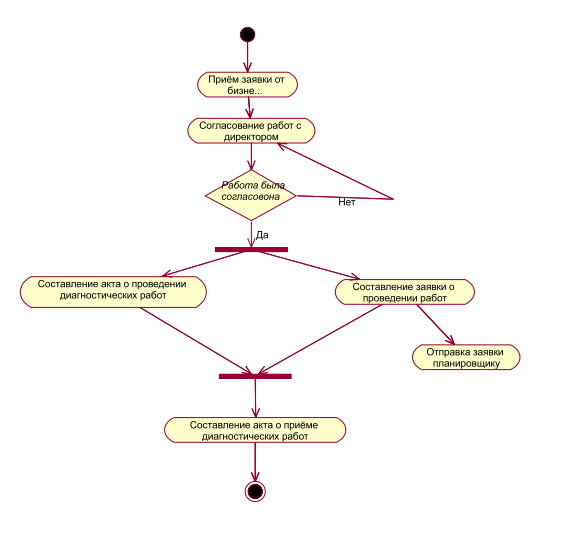 Приём заявки от
бизне...
Согласование работ с
директором
Работа была
согласовона
Нет
Да
Составление акта о проведении
диагностических работ
Составление заявки о
проведении работ
Отправка заявки
планировщику
Составление акта о приёме
диагностических работ